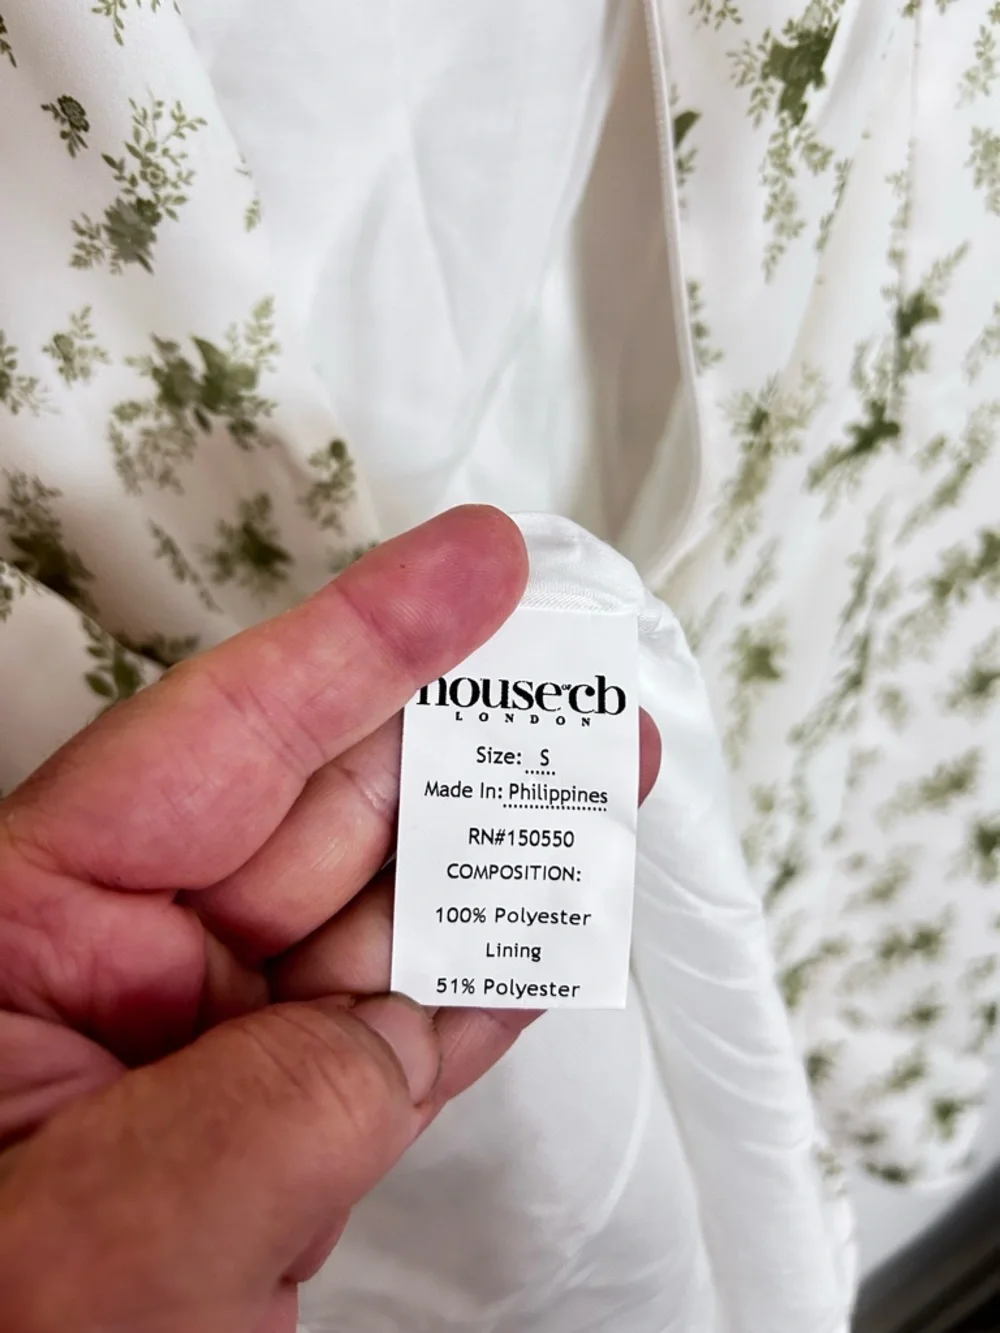 house of cb
LONDON
Size: S
Made In: Philippines
RN#150550
COMPOSITION:
100% Polyester
Lining
51% Polyester